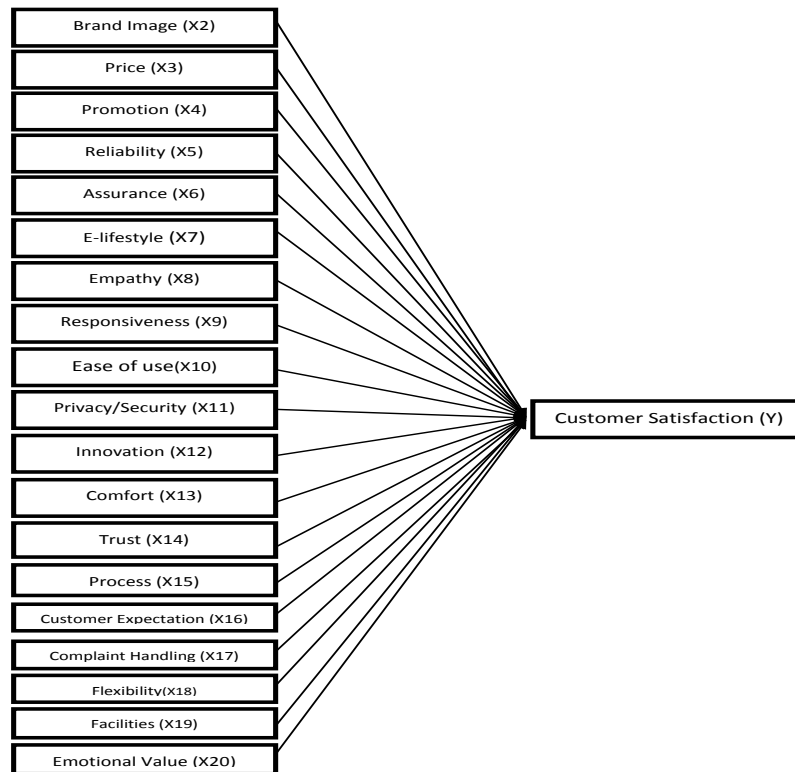 Brand Image (X2)
Price (X3)
Promotion (X4)
Reliability (X5)
Assurance (X6)
E-lifestyle (X7)
Empathy (X8)
Responsiveness (X9)
Ease of use(X10)
Privacy/Security (X11)
Customer Satisfaction (Y)
Innovation (X12)
Comfort (X13)
Trust (X14)
Process (X15)
Customer Expectation (X16)
Complaint Handling (X17)
Flexibility(X18)
Facilities (X19)
Emotional Value (X20)